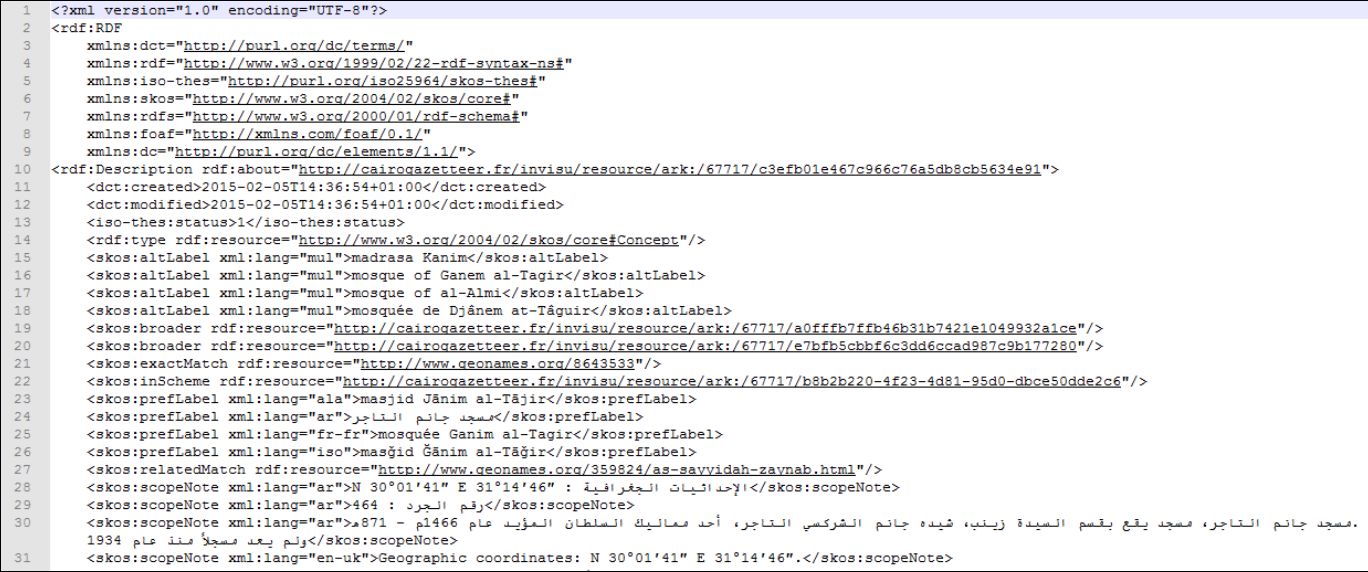 1 <?xml version="1.0" encoding="UTF-8"?>
2 <rdf:RDF
3 xmlns:dct="http://purl.org/dc/terms/"
4 xmlns:rdf="http://www.w3.org/1999/02/22-rdf-syntax-ns#"
5 xmlns:iso-thes="http://purl.org/iso25964/skos-thes#"
6 xmlns:skos="http://www.w3.org/2004/02/skos/core#"
7 xmlns:rdfs="http://www.w3.org/2000/01/rdf-schema#"
8 xmlns:foaf="http://xmlns.com/foaf/0.1/"
9 xmlns:dc="http://purl.org/dc/elements/1.1/">
10 <rdf:Description rdf:about="http://cairogazetteer.fr/invisu/resource/ark:/67717/c3efb01e467c966c76a5db8cb5634e91">
11 <dct:created>2015-02-05T14:36:54+01:00</dct:created>
12 <dct:modified>2015-02-05T14:36:54+01:00</dct:modified>
13 <iso-thes:status>1</iso-thes:status>
14 <rdf:type rdf:resource="http://www.w3.org/2004/02/skos/core#Concept"/>
15 <skos:altLabel xml:lang="mul">madrasa Kanim</skos:altLabel>
16 <skos:altLabel xml:lang="mul">mosque of Ganem al-Tagir</skos:altLabel>
17 <skos:altLabel xml:lang="mul">mosque of al-Almi</skos:altLabel>
18 <skos:altLabel xml:lang="mul">mosquée de Djânem at-Tâguir</skos:altLabel>
19 <skos:broader rdf:resource="http://cairogazetteer.fr/invisu/resource/ark:/67717/a0fffb7ffb46b31b7421e1049932a1ce"/>
20 <skos:broader rdf:resource="http://cairogazetteer.fr/invisu/resource/ark:/67717/e7bfb5cbbf6c3dd6ccad987c9b177280"/>
21 <skos:exactMatch rdf:resource="http://www.geonames.org/8643533"/>
22 <skos:inScheme rdf:resource="http://cairogazetteer.fr/invisu/resource/ark:/67717/b8b2b220-4f23-4d81-95d0-dbce50dde2c6"/>
23 <skos:prefLabel xml:lang="ala">masjid Jānim al-Tājir</skos:prefLabel>
24 <skos:prefLabel xml:lang="ar">مسجد جانم التاجر</skos:prefLabel>
25 <skos:prefLabel xml:lang="fr-fr">mosquée Ganim al-Tagir</skos:prefLabel>
26 <skos:prefLabel xml:lang="iso">masğid Ğānim al-Tāğir</skos:prefLabel>
27 <skos:relatedMatch rdf:resource="http://www.geonames.org/359824/as-sayyidah-zaynab.html"/>
28 <skos:scopeNote xml:lang="ar">N 30°01′41″ E 31°14′46″ : الإحداثيات الجغرافية</skos:scopeNote>
29 <skos:scopeNote xml:lang="ar">رقم الجرد : 464</skos:scopeNote>
30 <skos:scopeNote xml:lang="ar">مسجد جانم التاجر، مسجد يقع بقسم السيدة زينب، شيده جانم الشركسي التاجر، أحد مماليك السلطان المؤيد عام 1466م - 871ه.
ولم يعد مسجلاً منذ عام 1934</skos:scopeNote>
31 <skos:scopeNote xml:lang="en-uk">Geographic coordinates: N 30°01′41″ E 31°14′46″.</skos:scopeNote>